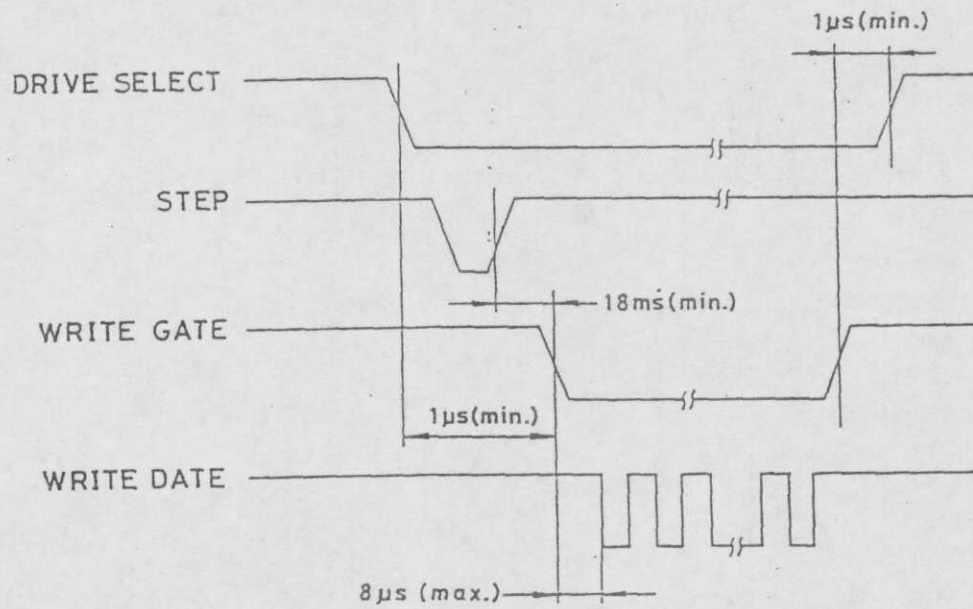 1μs(min.)
DRIVE SELECT
STEP
18ms(min.)
WRITE GATE
1μs(min.)
WRITE DATE
8μs (max.)